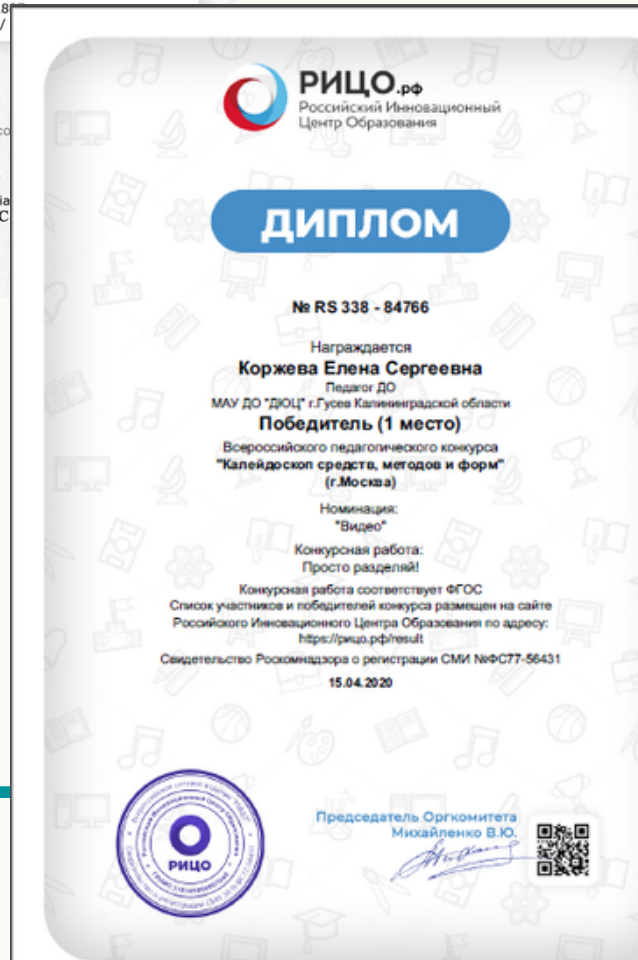 РИЦО.рф
Российский Инновационный
Центр Образования
ДИПЛОМ
№ RS 338 - 84766
Награждается
Коржева Елена Сергеевна
Педагог ДО
МАУ ДО "ДЮЦ" г.Гусев Калининградской области
Победитель (1 место)
Всероссийского педагогического конкурса
"Калейдоскоп средств, методов и форм"
(г.Москва)
Номинация:
"Видео"
Конкурсная работа:
Просто разделяй!
Конкурсная работа соответствует ФГОС
Список участников и победителей конкурса размещен на сайте
Российского Инновационного Центра Образования по адресу:
https://рицо.рф/result
Свидетельство Роскомнадзора о регистрации СМИ №ФС77-56431
15.04.2020
Председатель Оргкомитета
Михайленко В.Ю.
РИЦО